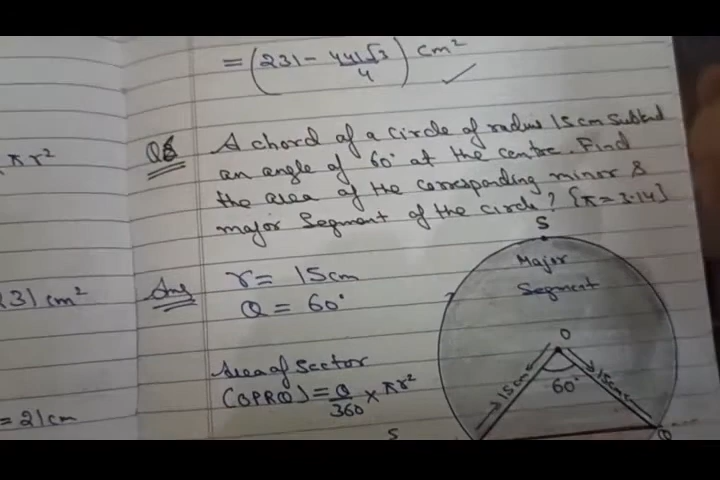 πr²
231 cm²
= 21cm
= (231 - 441√3/4) cm²
Q6 A chord of a circle of radius 15cm subtend
an angle of 60° at the centre. Find
the area of the corresponding minor &
major segment of the circle? {π = 3.14}
Ans r = 15cm
θ = 60°
Area of Sector
(OPRQ) = θ/360 × πr²
S
S
Major
Segment
O
15cm
15cm
60°
Q